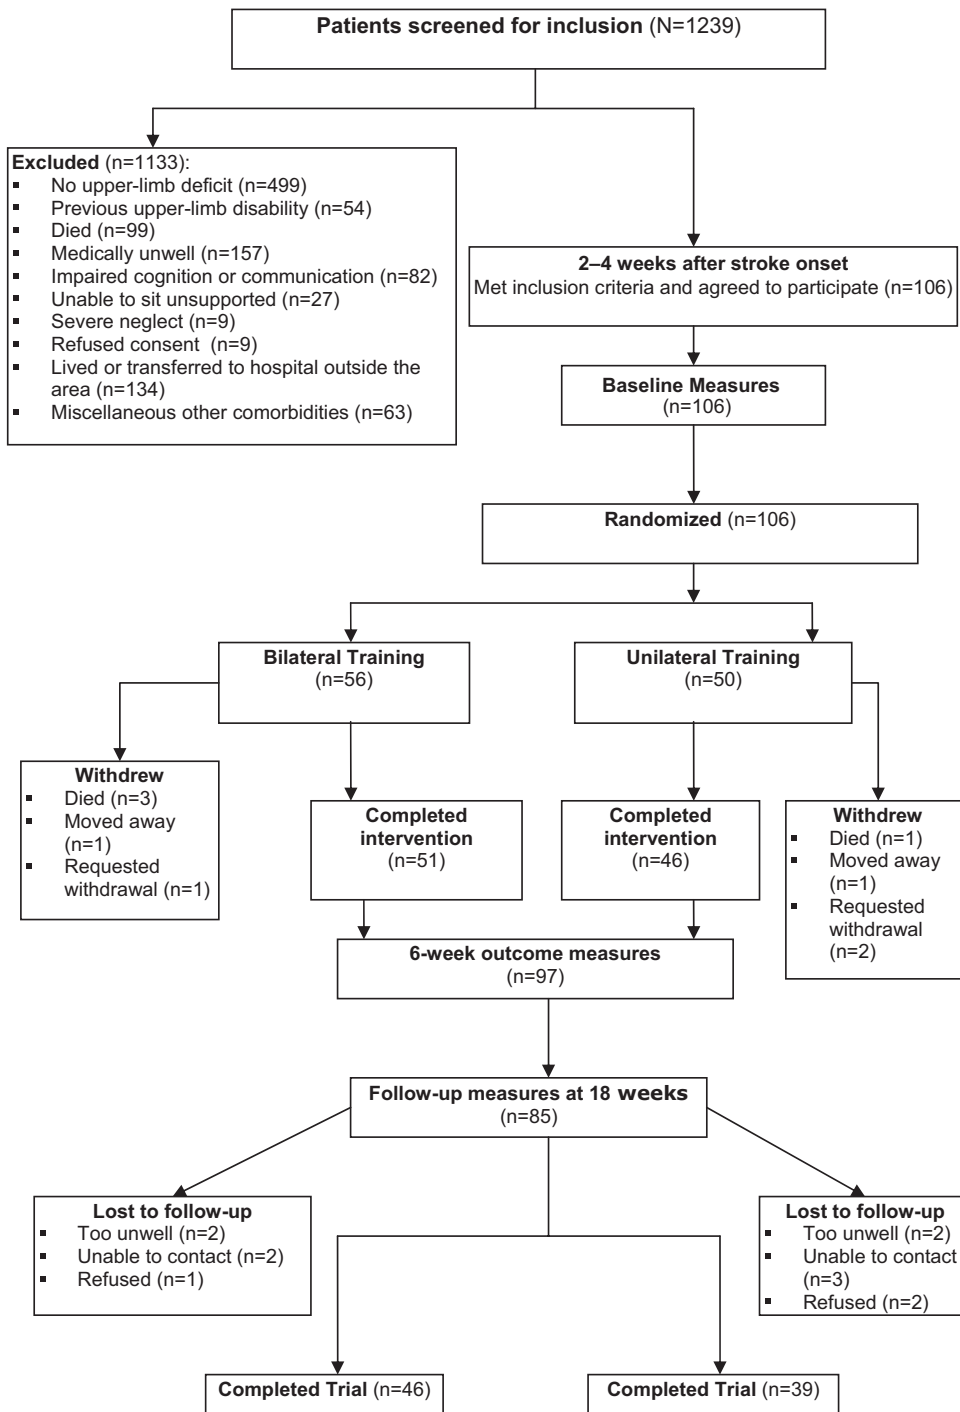 Patients screened for inclusion (N=1239)
Excluded (n=1133):
▪ No upper-limb deficit (n=499)
▪ Previous upper-limb disability (n=54)
▪ Died (n=99)
▪ Medically unwell (n=157)
▪ Impaired cognition or communication (n=82)
▪ Unable to sit unsupported (n=27)
▪ Severe neglect (n=9)
▪ Refused consent (n=9)
▪ Lived or transferred to hospital outside the
area (n=134)
▪ Miscellaneous other comorbidities (n=63)
2–4 weeks after stroke onset
Met inclusion criteria and agreed to participate (n=106)
Baseline Measures
(n=106)
Randomized (n=106)
Bilateral Training
(n=56)
Unilateral Training
(n=50)
Withdrew
▪ Died (n=3)
▪ Moved away
(n=1)
▪ Requested
withdrawal (n=1)
Completed
intervention
(n=51)
Completed
intervention
(n=46)
Withdrew
▪ Died (n=1)
▪ Moved away
(n=1)
▪ Requested
withdrawal
(n=2)
6-week outcome measures
(n=97)
Follow-up measures at 18 weeks
(n=85)
Lost to follow-up
▪ Too unwell (n=2)
▪ Unable to contact (n=2)
▪ Refused (n=1)
Lost to follow-up
▪ Too unwell (n=2)
▪ Unable to contact
(n=3)
▪ Refused (n=2)
Completed Trial (n=46)
Completed Trial (n=39)